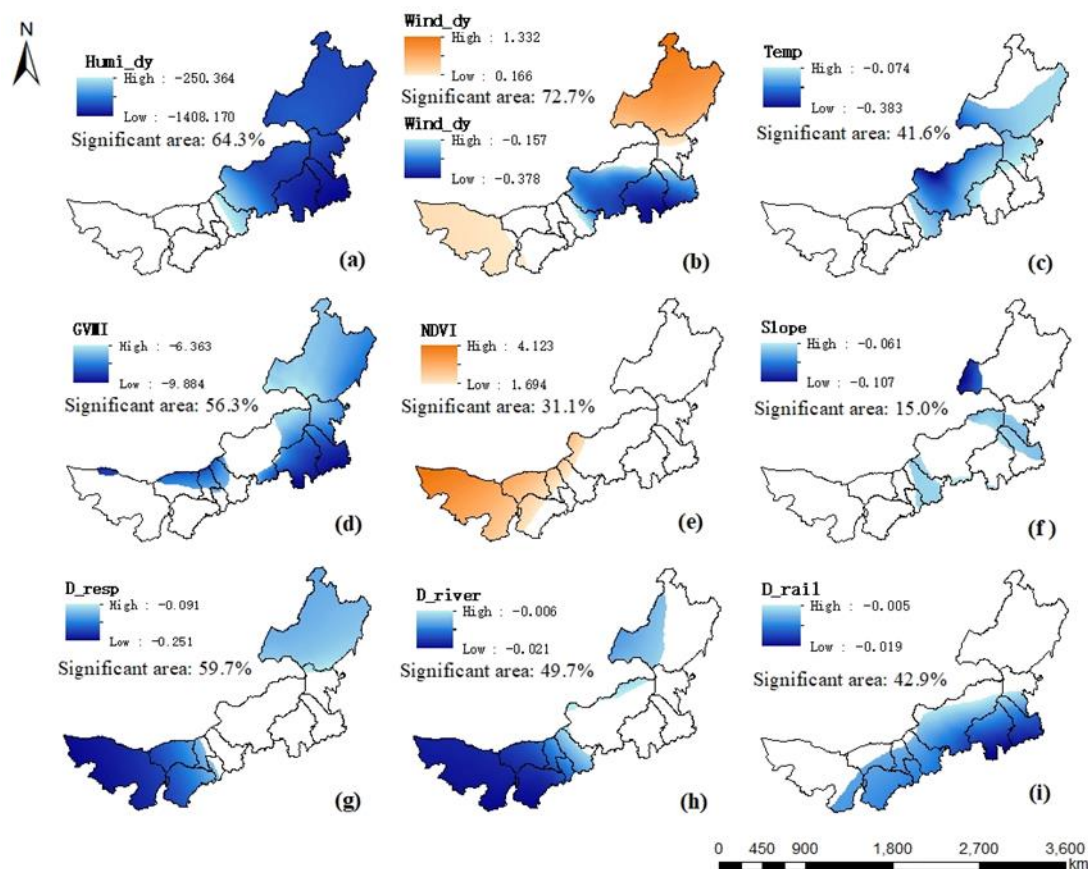 N
Humi_dy
High : -250.364
Low : -1408.170
Significant area: 64.3%
(a)
Wind_dy
High : 1.332
Low : 0.166
Significant area: 72.7%
Wind_dy
High : -0.157
Low : -0.378
(b)
Temp
High : -0.074
Low : -0.383
Significant area: 41.6%
(c)
GVMI
High : -6.363
Low : -9.884
Significant area: 56.3%
(d)
NDVI
High : 4.123
Low : 1.694
Significant area: 31.1%
(e)
Slope
High : -0.061
Low : -0.107
Significant area: 15.0%
(f)
D_resp
High : -0.091
Low : -0.251
Significant area: 59.7%
(g)
D_river
High : -0.006
Low : -0.021
Significant area: 49.7%
(h)
D_rail
High : -0.005
Low : -0.019
Significant area: 42.9%
(i)
0 450 900 1,800 2,700 3,600
km